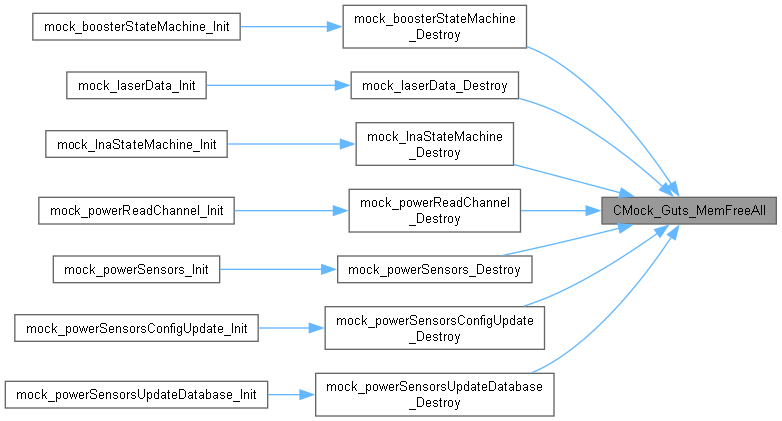 mock_boosterStateMachine_Init
mock_boosterStateMachine
_Destroy
mock_laserData_Init
mock_laserData_Destroy
mock_lnaStateMachine_Init
mock_lnaStateMachine
_Destroy
mock_powerReadChannel_Init
mock_powerReadChannel
_Destroy
CMock_Guts_MemFreeAll
mock_powerSensors_Init
mock_powerSensors_Destroy
mock_powerSensorsConfigUpdate_Init
mock_powerSensorsConfigUpdate
_Destroy
mock_powerSensorsUpdateDatabase_Init
mock_powerSensorsUpdateDatabase
_Destroy